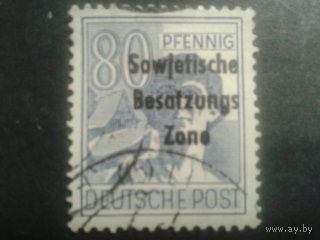 80 PFENNIG
Sowjetische
Besatzungs
Zone
DEUTSCHE POST
www.ay.by